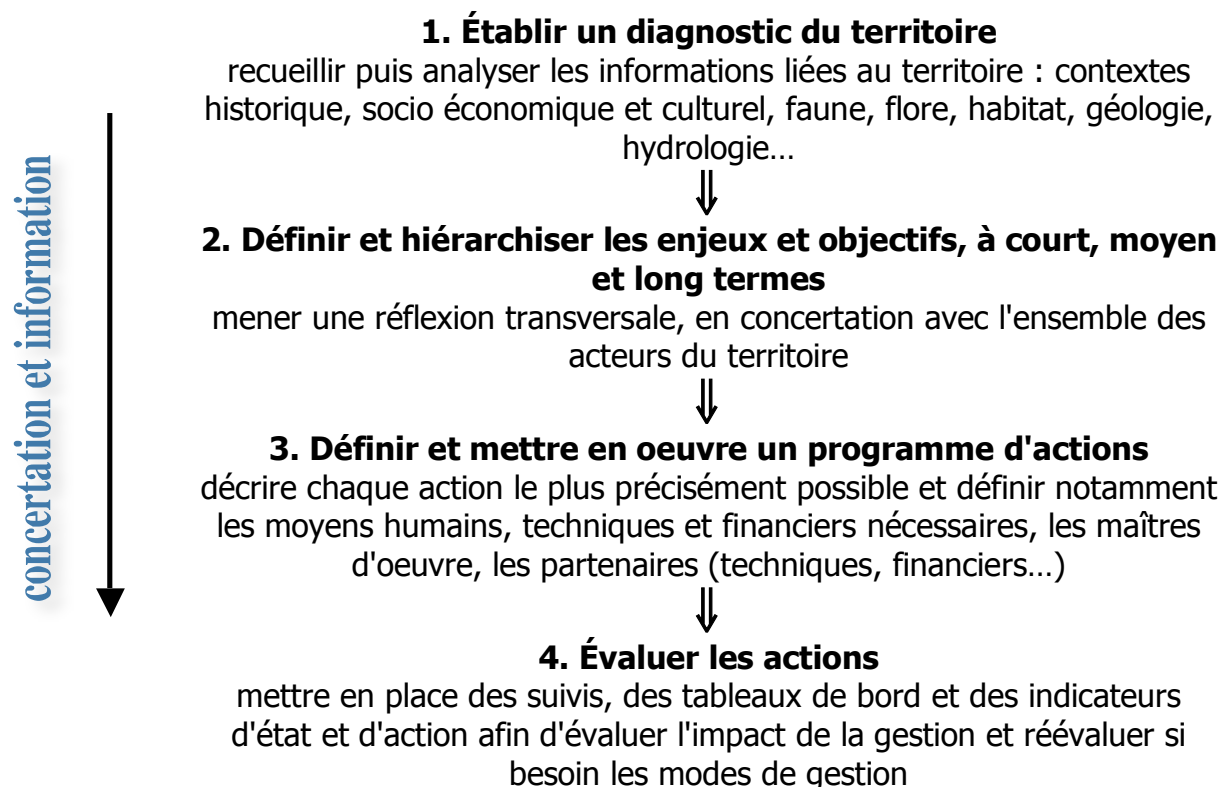 1. Établir un diagnostic du territoire
recueillir puis analyser les informations liées au territoire : contextes
historique, socio économique et culturel, faune, flore, habitat, géologie,
hydrologie…
⇓
2. Définir et hiérarchiser les enjeux et objectifs, à court, moyen
et long termes
mener une réflexion transversale, en concertation avec l'ensemble des
acteurs du territoire
⇓
3. Définir et mettre en oeuvre un programme d'actions
décrire chaque action le plus précisément possible et définir notamment
les moyens humains, techniques et financiers nécessaires, les maîtres
d'oeuvre, les partenaires (techniques, financiers…)
⇓
4. Évaluer les actions
mettre en place des suivis, des tableaux de bord et des indicateurs
d'état et d'action afin d'évaluer l'impact de la gestion et réévaluer si
besoin les modes de gestion
concertation et information